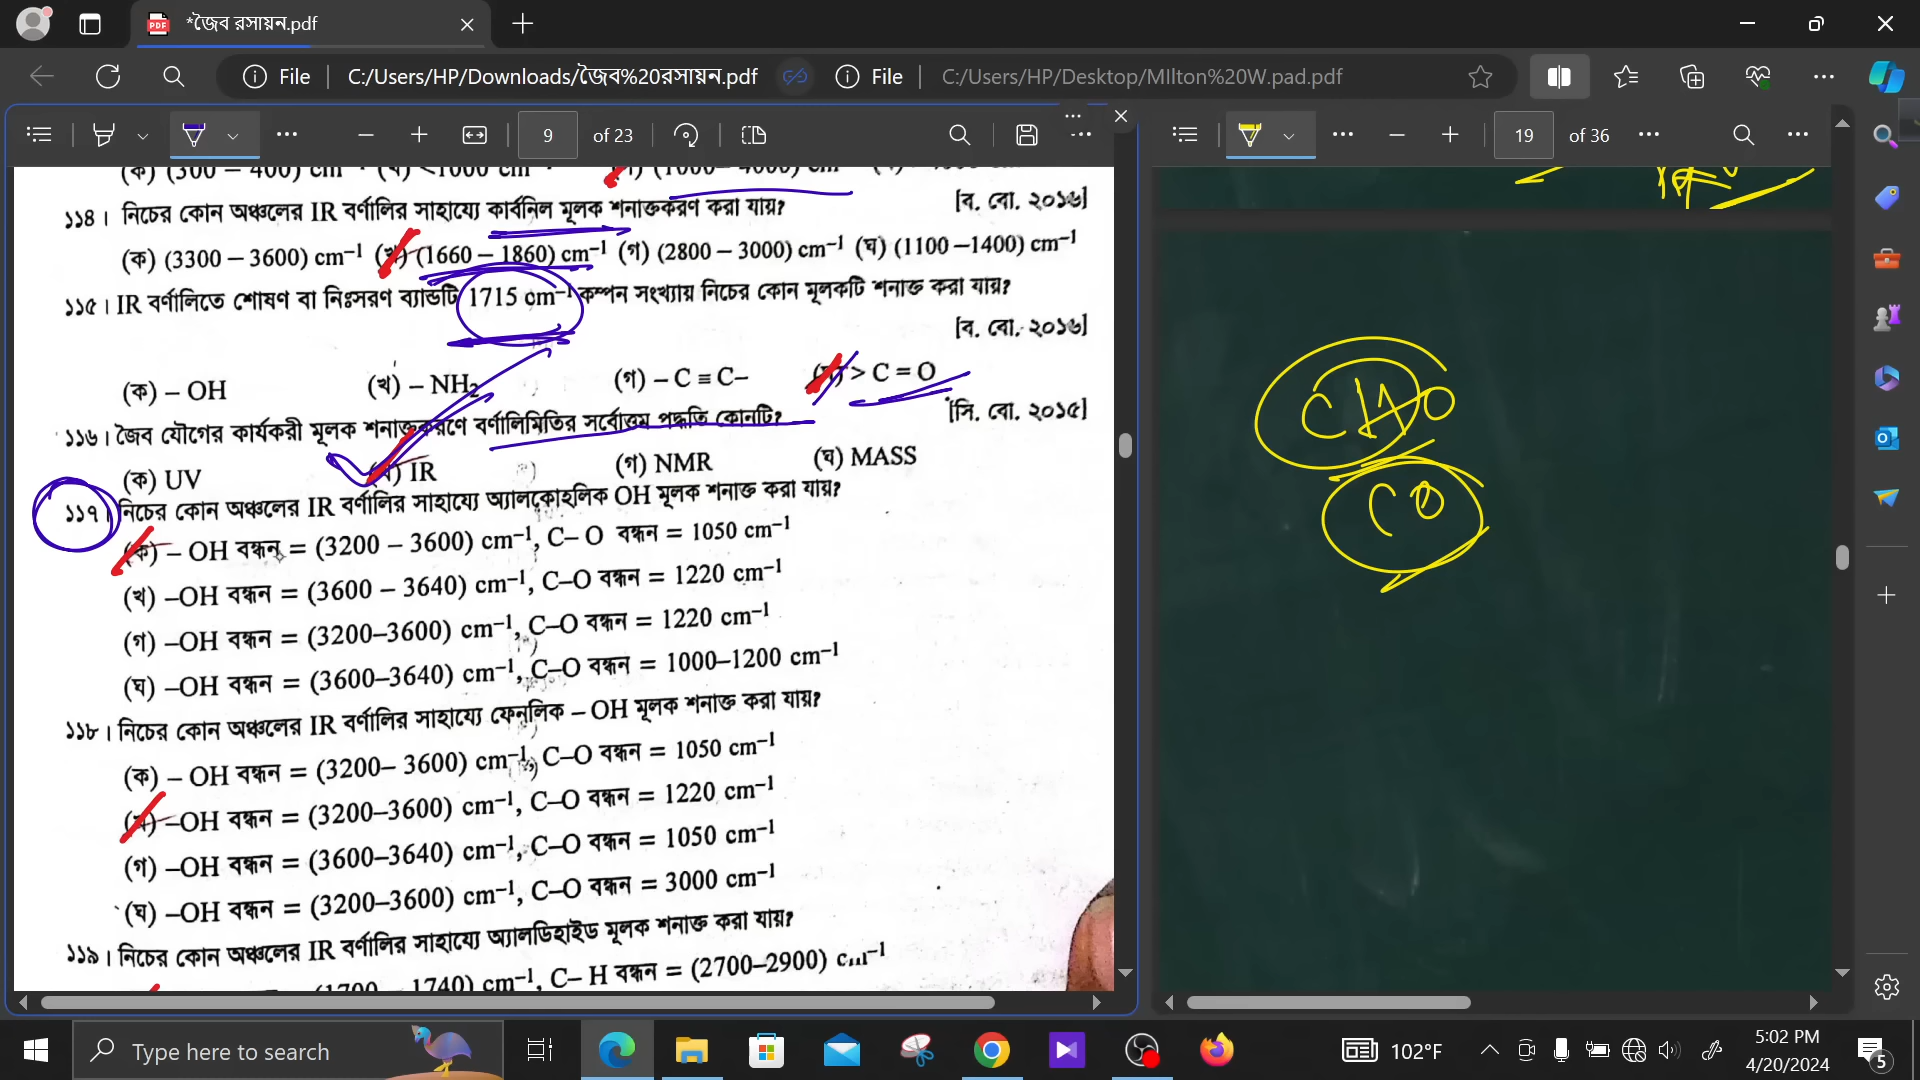 *জৈব রসায়ন.pdf
File
C:/Users/HP/Downloads/জৈব%20রসায়ন.pdf
File
C:/Users/HP/Desktop/MIlton%20W.pad.pdf
9 of 23
19 of 36
(ক) (300 – 400) cm
১১৪। নিচের কোন অঞ্চলের IR বর্ণালির সাহায্যে কার্বনিল মূলক শনাক্তকরণ করা যায়? [ব. বো. ২০১৬]
(ক) (3300 – 3600) cm⁻¹ (খ) (1660 – 1860) cm⁻¹ (গ) (2800 – 3000) cm⁻¹ (ঘ) (1100 –1400) cm⁻¹
১১৫। IR বর্ণালিতে শোষণ বা নিঃসরণ ব্যান্ডটি 1715 cm⁻¹ কম্পন সংখ্যায় নিচের কোন মূলকটি শনাক্ত করা যায়?
[ব. বো. ২০১৬]
(ক) – OH (খ) – NH₂ (গ) – C ≡ C– (ঘ) > C = O
১১৬। জৈব যৌগের কার্যকরী মূলক শনাক্তকরণে বর্ণালিমিতির সর্বোত্তম পদ্ধতি কোনটি? [সি. বো. ২০১৫]
(ক) UV (খ) IR (গ) NMR (ঘ) MASS
১১৭। নিচের কোন অঞ্চলের IR বর্ণালির সাহায্যে অ্যালকোহলিক OH মূলক শনাক্ত করা যায়?
(ক) – OH বন্ধন = (3200 – 3600) cm⁻¹, C– O বন্ধন = 1050 cm⁻¹
(খ) –OH বন্ধন = (3600 – 3640) cm⁻¹, C–O বন্ধন = 1220 cm⁻¹
(গ) –OH বন্ধন = (3200–3600) cm⁻¹, C–O বন্ধন = 1220 cm⁻¹
(ঘ) –OH বন্ধন = (3600–3640) cm⁻¹, C–O বন্ধন = 1000–1200 cm⁻¹
১১৮। নিচের কোন অঞ্চলের IR বর্ণালির সাহায্যে ফেনলিক – OH মূলক শনাক্ত করা যায়?
(ক) – OH বন্ধন = (3200– 3600) cm⁻¹, C–O বন্ধন = 1050 cm⁻¹
(খ) –OH বন্ধন = (3200–3600) cm⁻¹, C–O বন্ধন = 1220 cm⁻¹
(গ) –OH বন্ধন = (3600–3640) cm⁻¹, C–O বন্ধন = 1050 cm⁻¹
(ঘ) –OH বন্ধন = (3200–3600) cm⁻¹, C–O বন্ধন = 3000 cm⁻¹
১১৯। নিচের কোন অঞ্চলের IR বর্ণালির সাহায্যে অ্যালডিহাইড মূলক শনাক্ত করা যায়?
(1700 – 1740) cm⁻¹, C– H বন্ধন = (2700–2900) cm⁻¹
CHO
CO
Type here to search
102°F
5:02 PM
4/20/2024
5